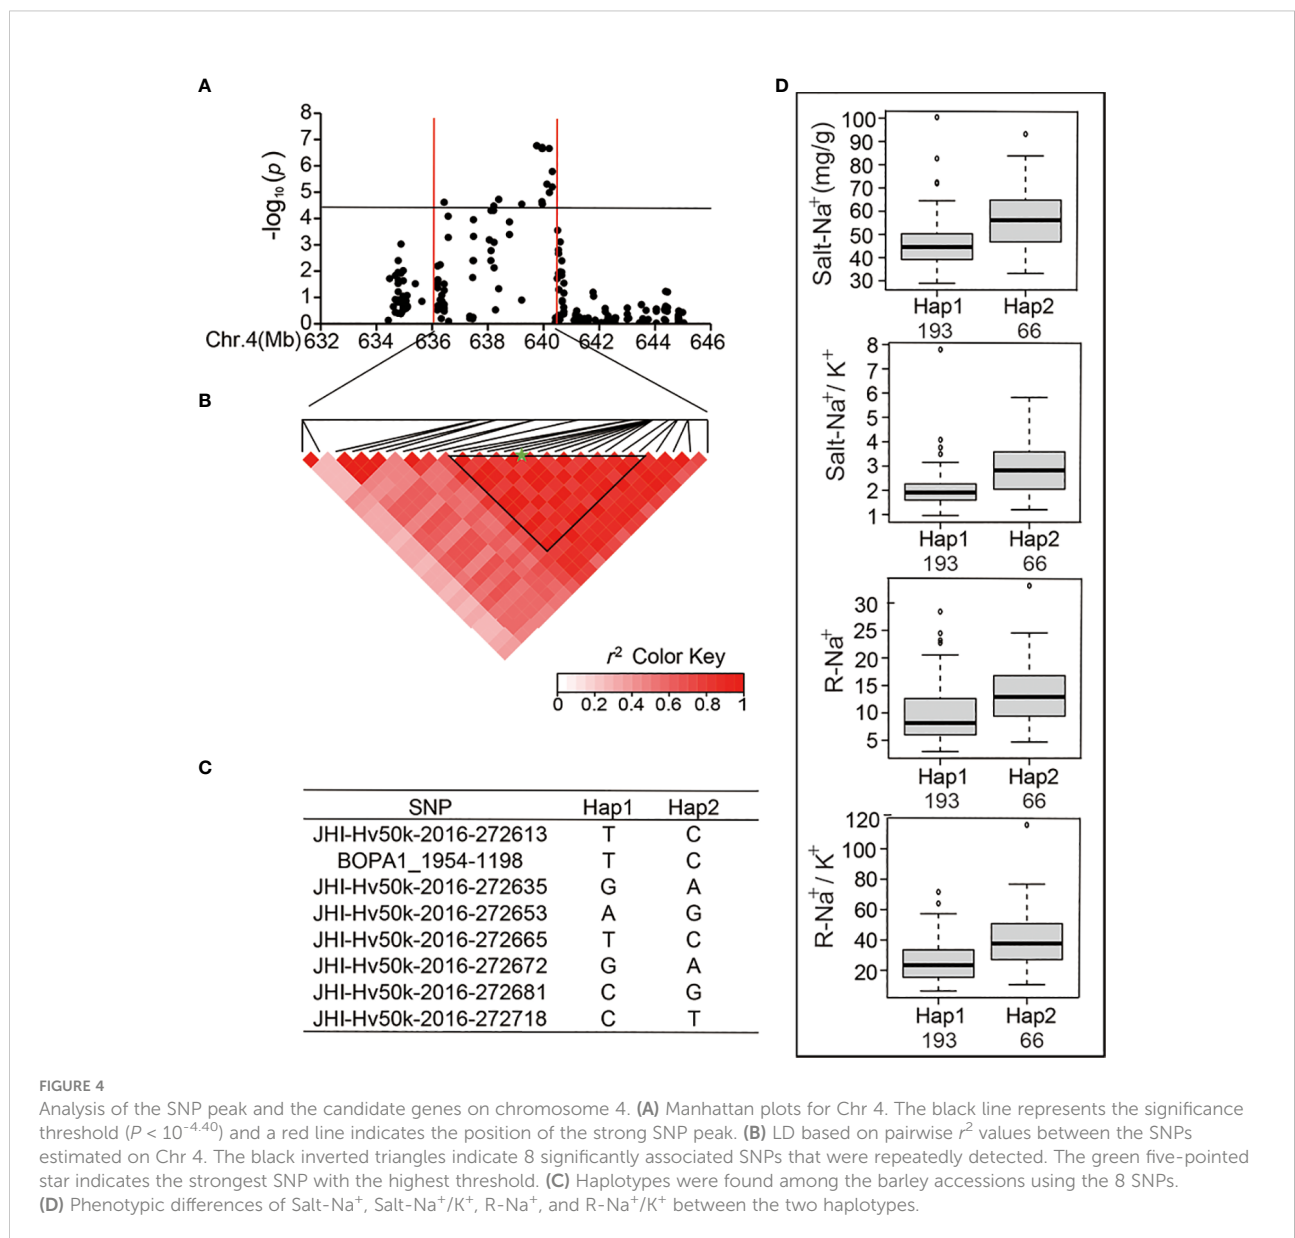 A
8
7
6
5
4
3
2
1
0
-log10(p)
Chr.4(Mb) 632 634 636 638 640 642 644 646
B
r2 Color Key
0 0.2 0.4 0.6 0.8 1
C
SNP Hap1 Hap2
JHI-Hv50k-2016-272613 T C
BOPA1_1954-1198 T C
JHI-Hv50k-2016-272635 G A
JHI-Hv50k-2016-272653 A G
JHI-Hv50k-2016-272665 T C
JHI-Hv50k-2016-272672 G A
JHI-Hv50k-2016-272681 C G
JHI-Hv50k-2016-272718 C T
D
Salt-Na+(mg/g)
100
90
80
70
60
50
40
30
Hap1 Hap2
193 66
Salt-Na+/K+
8
7
6
5
4
3
2
1
Hap1 Hap2
193 66
R-Na+
30
25
20
15
10
5
Hap1 Hap2
193 66
R-Na+/K+
120
100
80
60
40
20
Hap1 Hap2
193 66
FIGURE 4
Analysis of the SNP peak and the candidate genes on chromosome 4. (A) Manhattan plots for Chr 4. The black line represents the significance
threshold (P < 10-4.40) and a red line indicates the position of the strong SNP peak. (B) LD based on pairwise r2 values between the SNPs
estimated on Chr 4. The black inverted triangles indicate 8 significantly associated SNPs that were repeatedly detected. The green five-pointed
star indicates the strongest SNP with the highest threshold. (C) Haplotypes were found among the barley accessions using the 8 SNPs.
(D) Phenotypic differences of Salt-Na+, Salt-Na+/K+, R-Na+, and R-Na+/K+ between the two haplotypes.